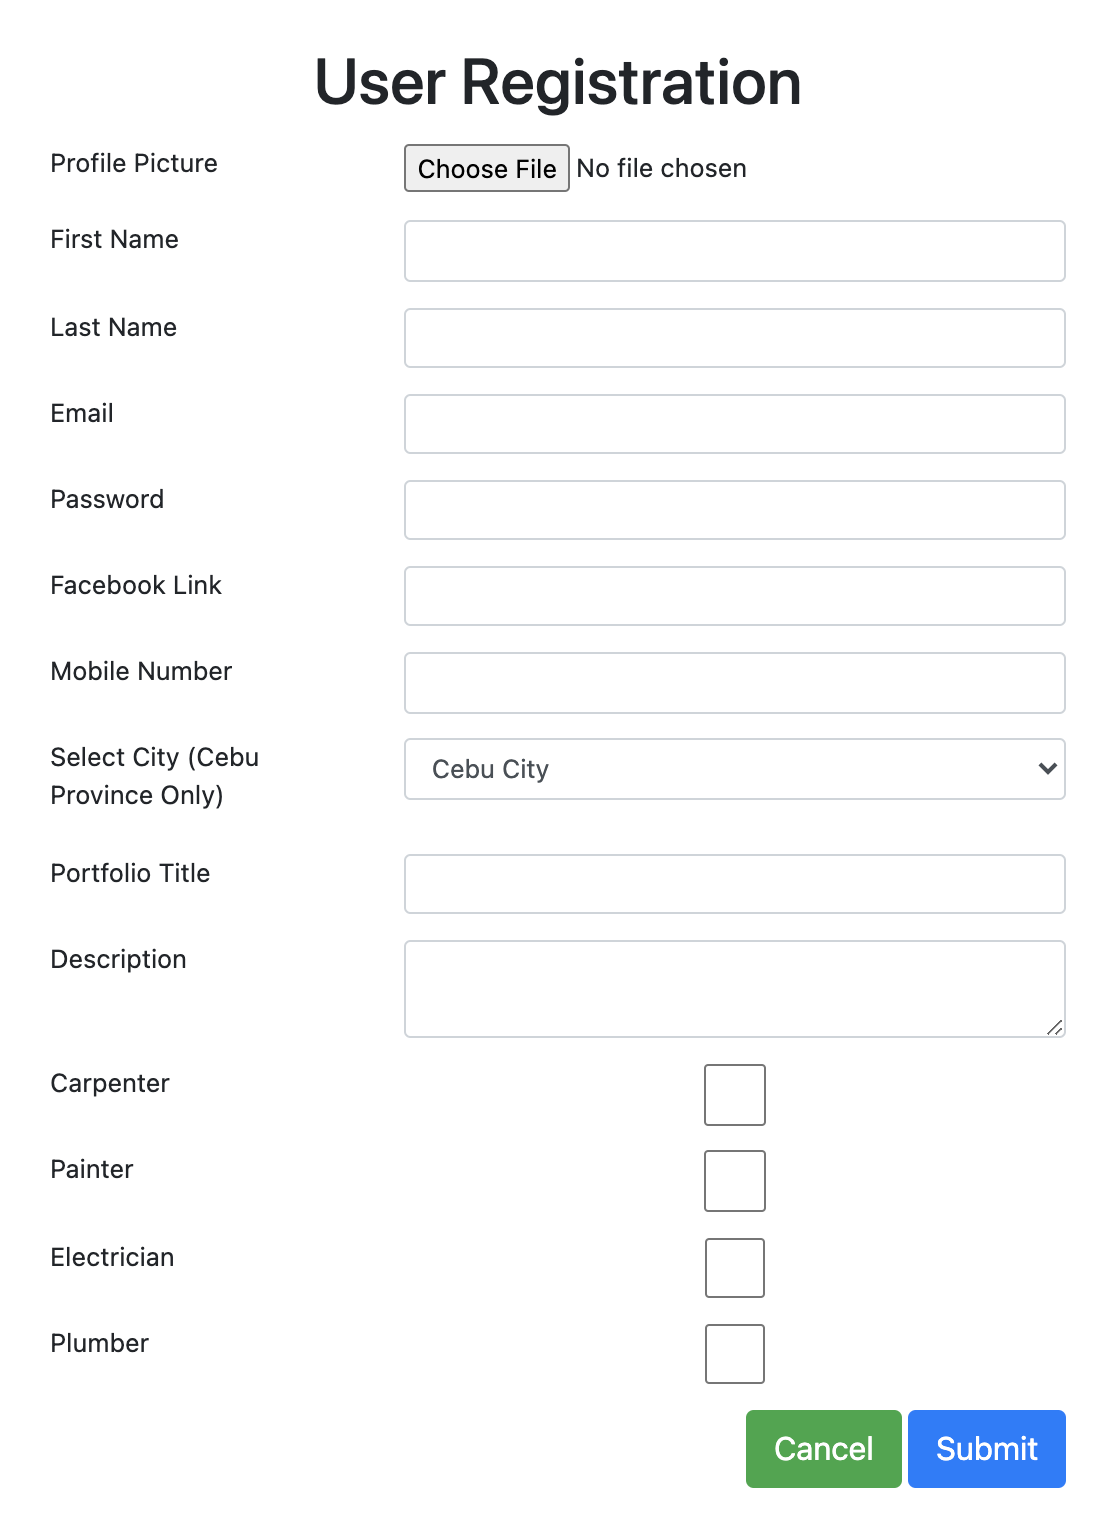 User Registration
Profile Picture
Choose File No file chosen
First Name
Last Name
Email
Password
Facebook Link
Mobile Number
Select City (Cebu
Province Only)
Cebu City
Portfolio Title
Description
Carpenter
Painter
Electrician
Plumber
Cancel Submit